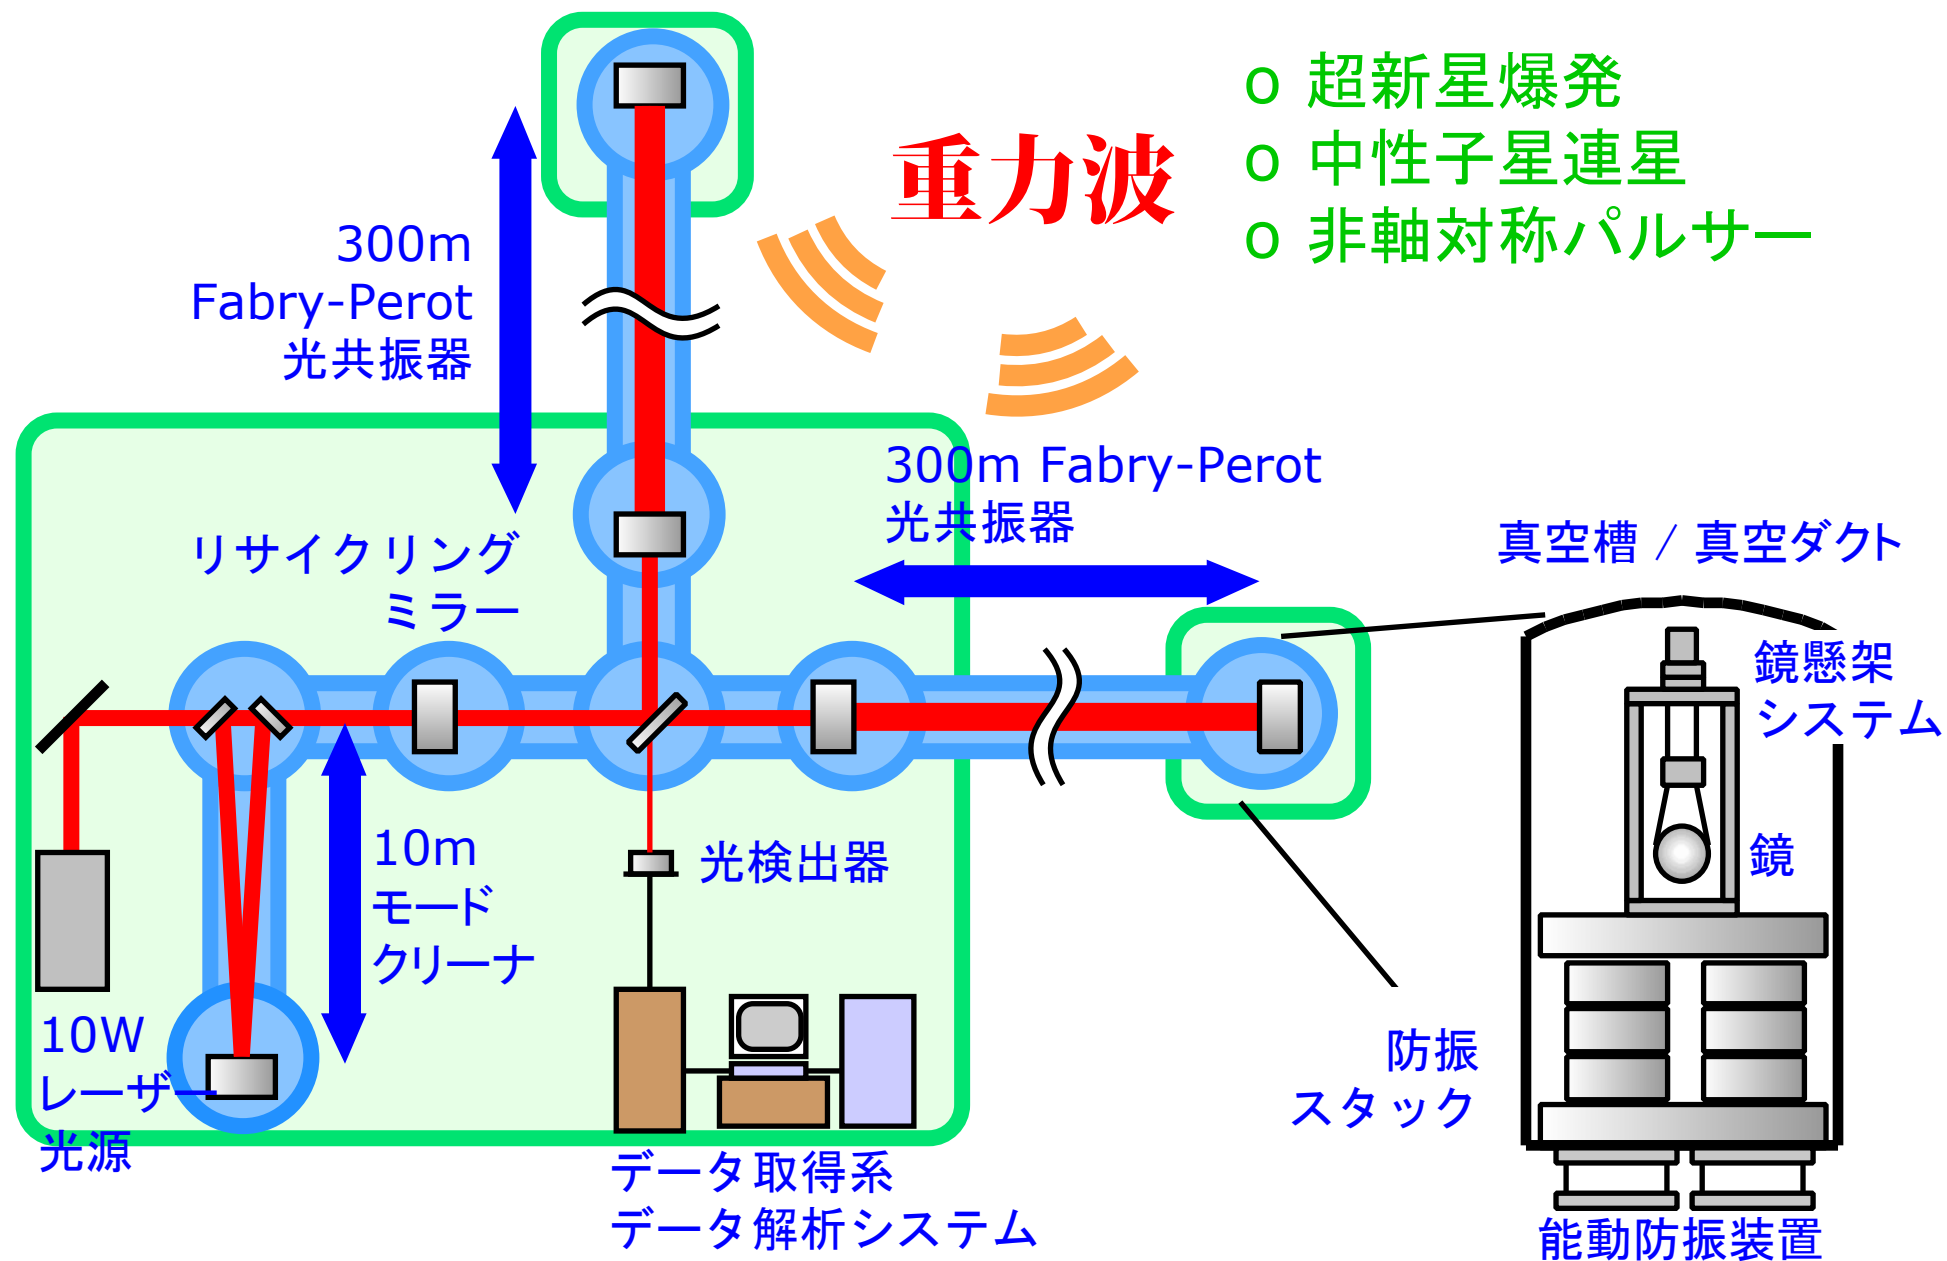 重力波
o 超新星爆発
o 中性子星連星
o 非軸対称パルサー
300m
Fabry-Perot
光共振器
300m Fabry-Perot
光共振器
リサイクリング
ミラー
真空槽 / 真空ダクト
鏡懸架
システム
鏡
10m
モード
クリーナ
光検出器
10W
レーザー
光源
防振
スタック
データ取得系
データ解析システム
能動防振装置